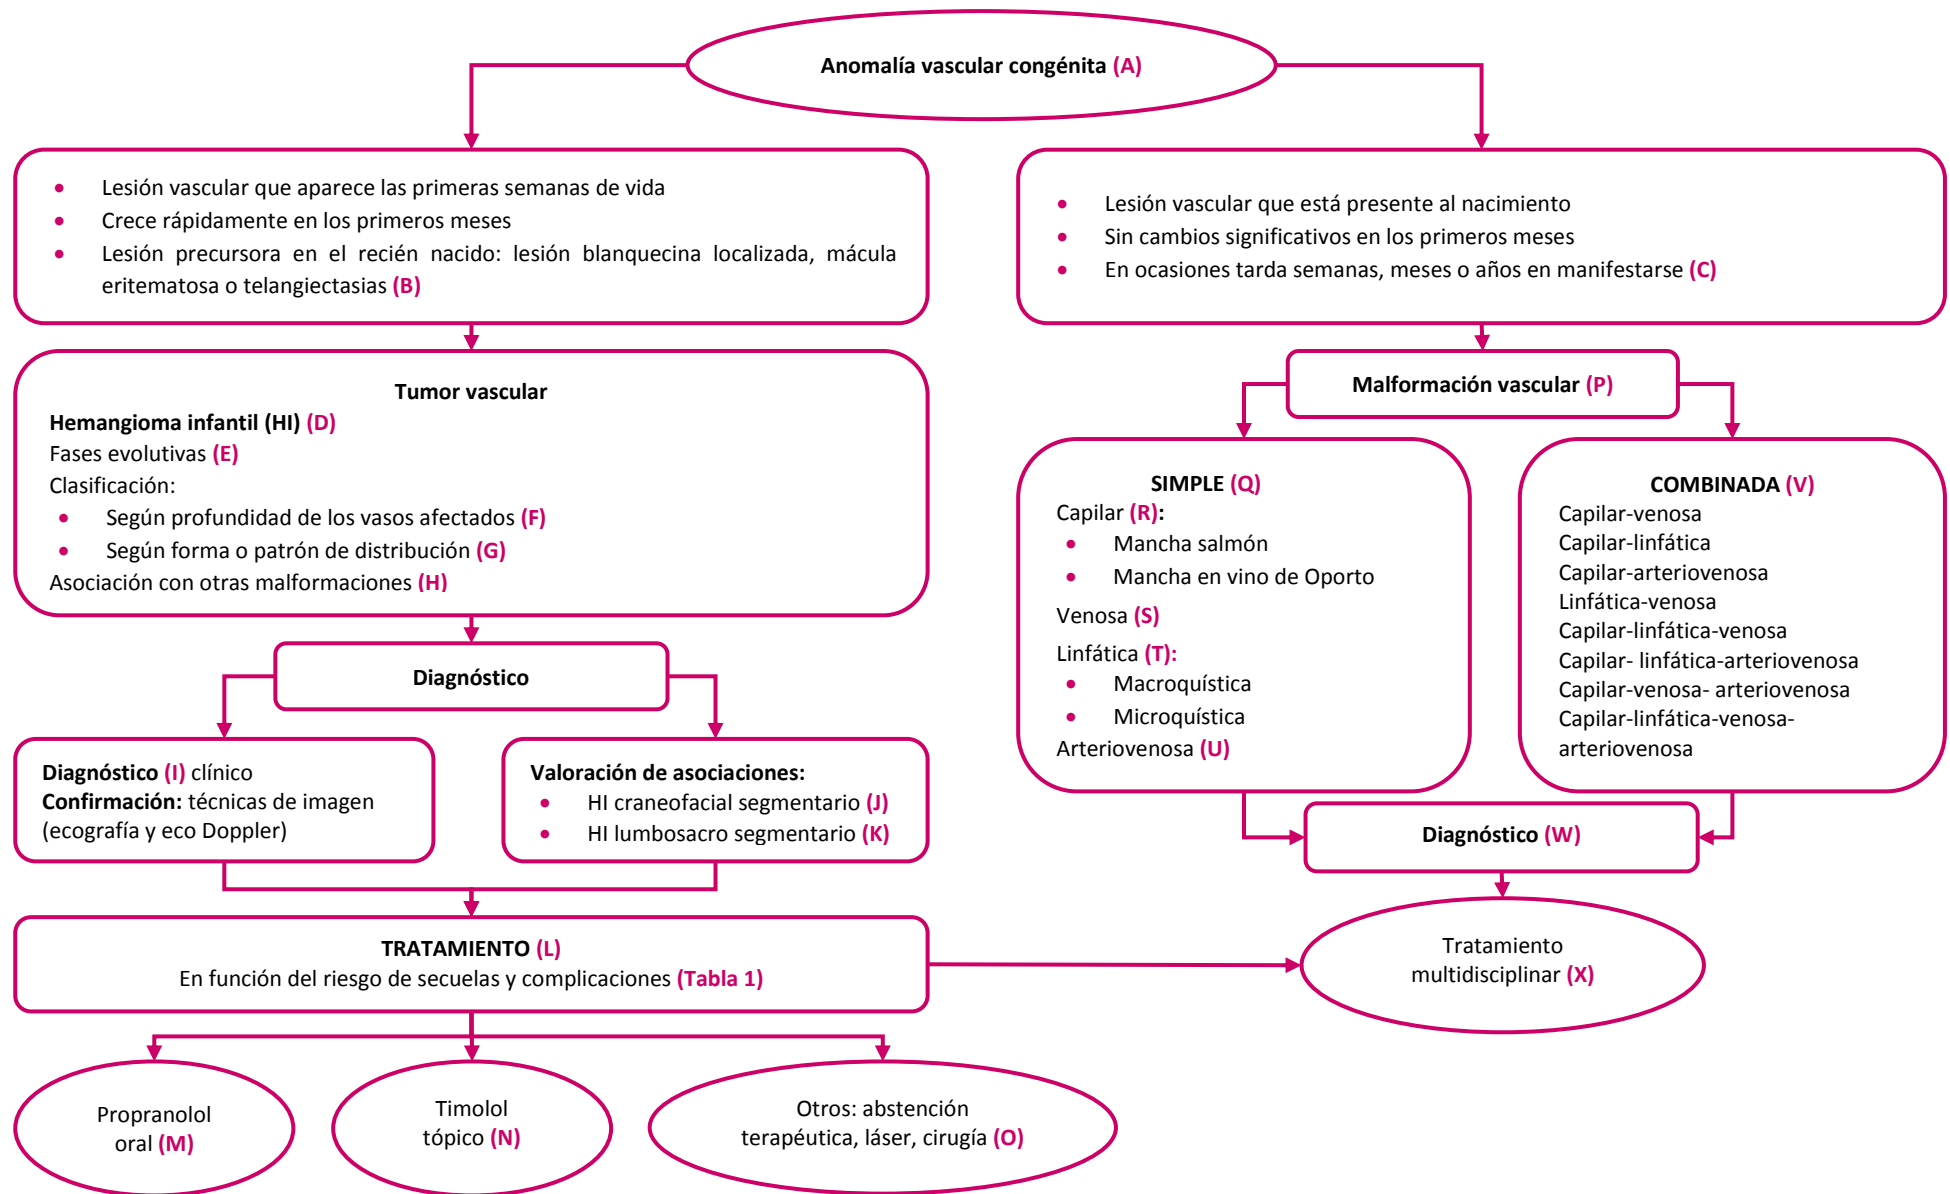 Anomalía vascular congénita (A)
• Lesión vascular que aparece las primeras semanas de vida
• Crece rápidamente en los primeros meses
• Lesión precursora en el recién nacido: lesión blanquecina localizada, mácula
eritematosa o telangiectasias (B)
• Lesión vascular que está presente al nacimiento
• Sin cambios significativos en los primeros meses
• En ocasiones tarda semanas, meses o años en manifestarse (C)
Tumor vascular
Hemangioma infantil (HI) (D)
Fases evolutivas (E)
Clasificación:
• Según profundidad de los vasos afectados (F)
• Según forma o patrón de distribución (G)
Asociación con otras malformaciones (H)
Malformación vascular (P)
SIMPLE (Q)
Capilar (R):
• Mancha salmón
• Mancha en vino de Oporto
Venosa (S)
Linfática (T):
• Macroquística
• Microquística
Arteriovenosa (U)
COMBINADA (V)
Capilar-venosa
Capilar-linfática
Capilar-arteriovenosa
Linfática-venosa
Capilar-linfática-venosa
Capilar- linfática-arteriovenosa
Capilar-venosa- arteriovenosa
Capilar-linfática-venosa-
arteriovenosa
Diagnóstico
Diagnóstico (I) clínico
Confirmación: técnicas de imagen
(ecografía y eco Doppler)
Valoración de asociaciones:
• HI craneofacial segmentario (J)
• HI lumbosacro segmentario (K)
Diagnóstico (W)
TRATAMIENTO (L)
En función del riesgo de secuelas y complicaciones (Tabla 1)
Tratamiento
multidisciplinar (X)
Propranolol
oral (M)
Timolol
tópico (N)
Otros: abstención
terapéutica, láser, cirugía (O)